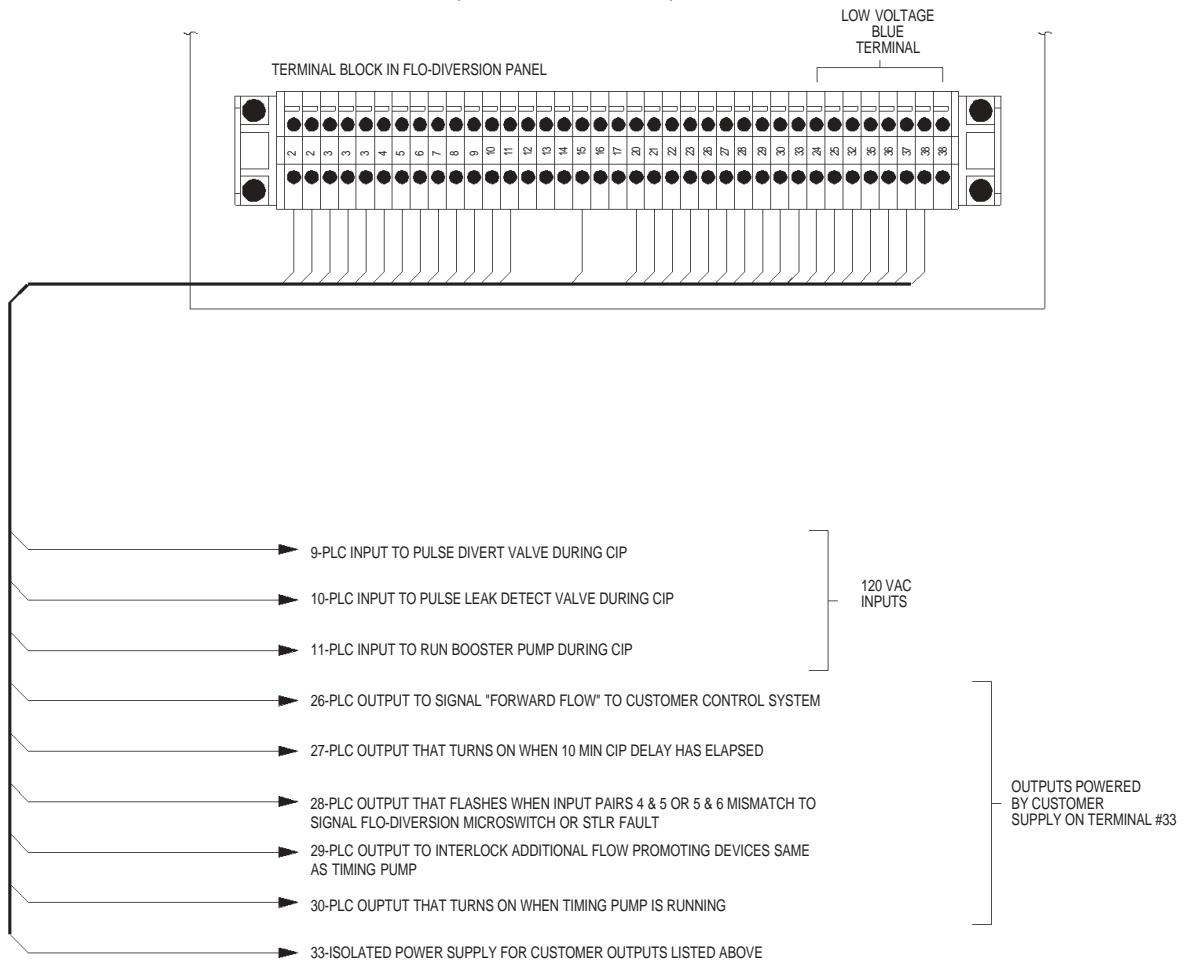 LOW VOLTAGE
BLUE
TERMINAL
TERMINAL BLOCK IN FLO-DIVERSION PANEL
2 2 3 3 3 4 5 6 7 8 9 10 11 12 13 14 15 16 17 20 21 22 23 26 27 28 29 30 33 24 25 32 35 36 37 38 38
9-PLC INPUT TO PULSE DIVERT VALVE DURING CIP
10-PLC INPUT TO PULSE LEAK DETECT VALVE DURING CIP
11-PLC INPUT TO RUN BOOSTER PUMP DURING CIP
120 VAC
INPUTS
26-PLC OUTPUT TO SIGNAL "FORWARD FLOW" TO CUSTOMER CONTROL SYSTEM
27-PLC OUTPUT THAT TURNS ON WHEN 10 MIN CIP DELAY HAS ELAPSED
28-PLC OUTPUT THAT FLASHES WHEN INPUT PAIRS 4 & 5 OR 5 & 6 MISMATCH TO
SIGNAL FLO-DIVERSION MICROSWITCH OR STLR FAULT
29-PLC OUTPUT TO INTERLOCK ADDITIONAL FLOW PROMOTING DEVICES SAME
AS TIMING PUMP
30-PLC OUPTUT THAT TURNS ON WHEN TIMING PUMP IS RUNNING
OUTPUTS POWERED
BY CUSTOMER
SUPPLY ON TERMINAL #33
33-ISOLATED POWER SUPPLY FOR CUSTOMER OUTPUTS LISTED ABOVE